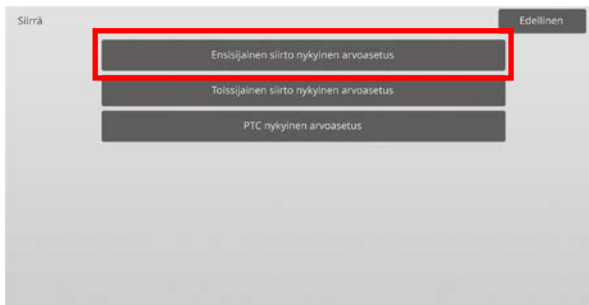 Siirrä
Edellinen
Ensisijainen siirto nykyinen arvoasetus
Toissijainen siirto nykyinen arvoasetus
PTC nykyinen arvoasetus